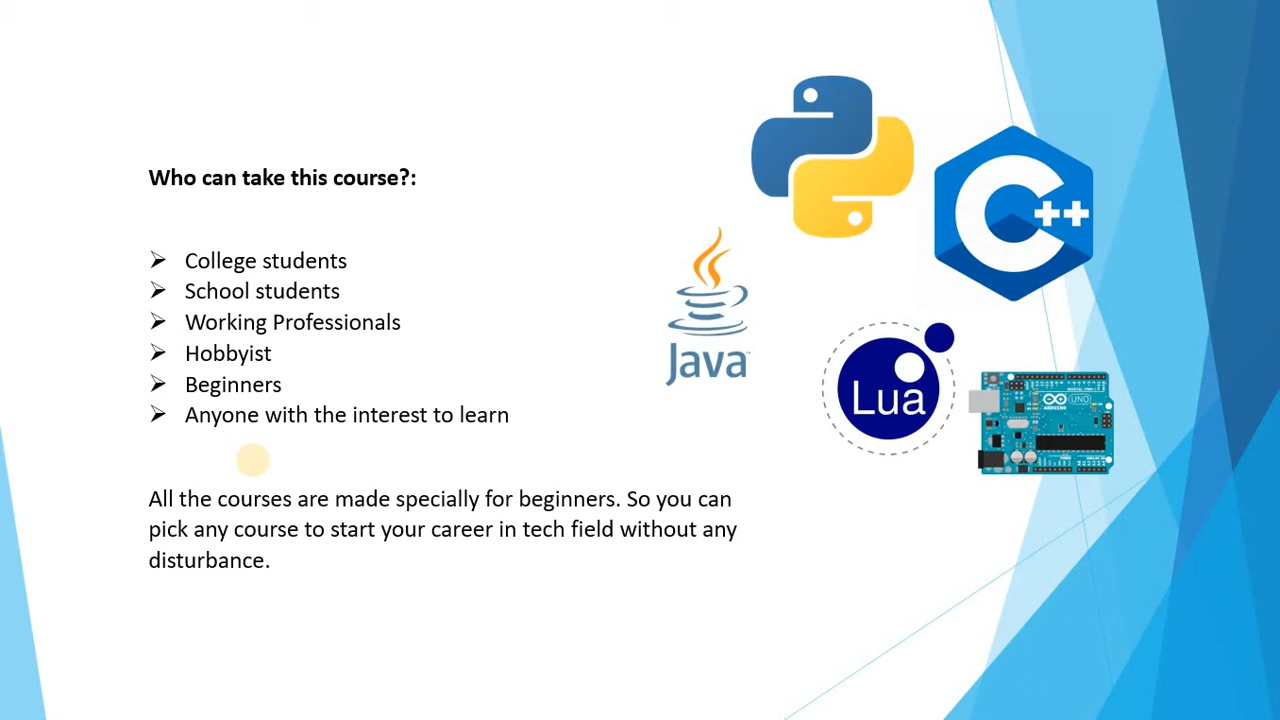 Who can take this course?:
College students
School students
Working Professionals
Hobbyist
Beginners
Anyone with the interest to learn
All the courses are made specially for beginners. So you can
pick any course to start your career in tech field without any
disturbance.
C++
Java
Lua
UNO
ARDUINO